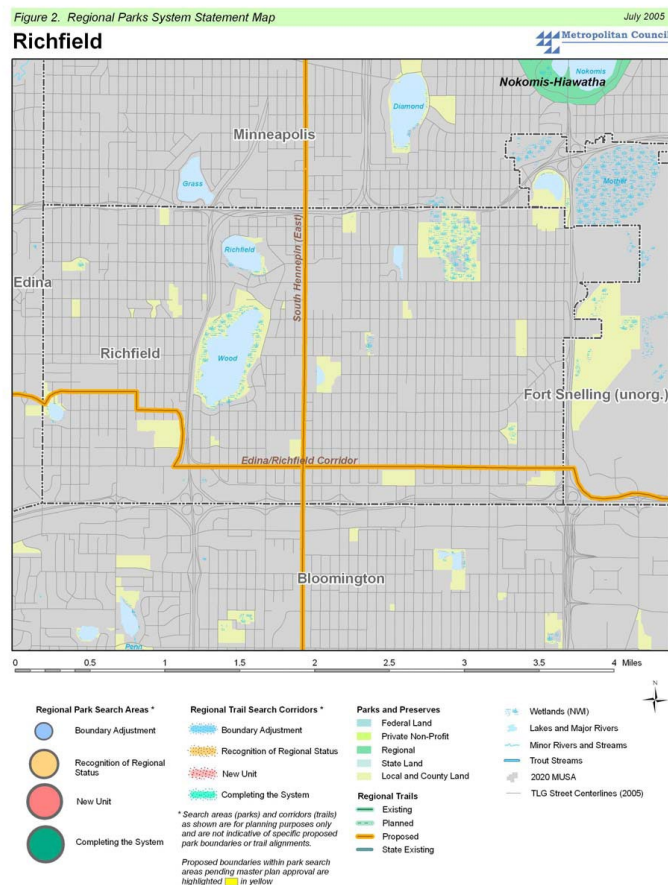 Figure 2. Regional Parks System Statement Map
July 2005
Richfield
Metropolitan Council
Nokomis
Nokomis-Hiawatha
Diamond
Minneapolis
Mother
Grass
South Hennepin (East)
Richfield
Edina
Richfield
Wood
Fort Snelling (unorg.)
Edina/Richfield Corridor
Bloomington
Penn
0 0.5 1 1.5 2 2.5 3 3.5 4 Miles
N
Regional Park Search Areas *
Boundary Adjustment
Recognition of Regional
Status
New Unit
Completing the System
Regional Trail Search Corridors *
Boundary Adjustment
Recognition of Regional Status
New Unit
Completing the System
* Search areas (parks) and corridors (trails)
as shown are for planning purposes only
and are not indicative of specific proposed
park boundaries or trail alignments.
Proposed boundaries within park search
areas pending master plan approval are
highlighted in yellow
Parks and Preserves
Federal Land
Private Non-Profit
Regional
State Land
Local and County Land
Regional Trails
Existing
Planned
Proposed
State Existing
Wetlands (NWI)
Lakes and Major Rivers
Minor Rivers and Streams
Trout Streams
2020 MUSA
TLG Street Centerlines (2005)